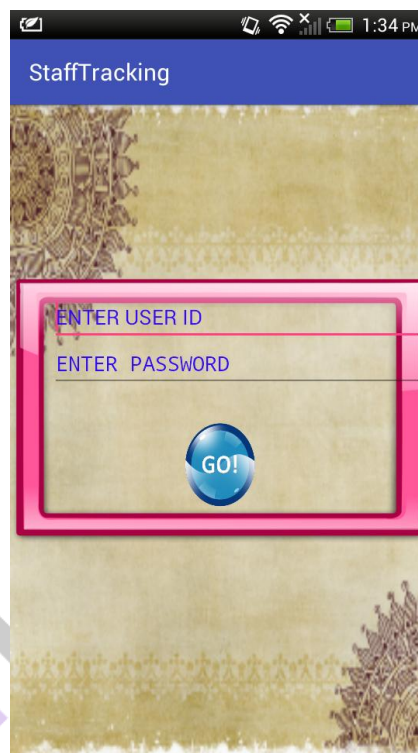 1:34 PM
StaffTracking
ENTER USER ID
ENTER PASSWORD
GO!